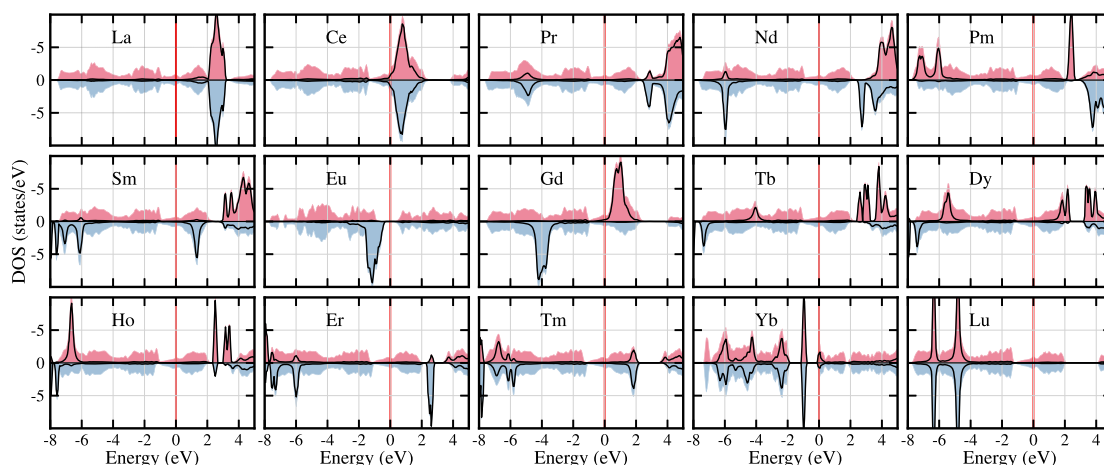 La Ce Pr Nd Pm
-5
0
5
Sm Eu Gd Tb Dy
-5
0
5
DOS (states/eV)
Ho Er Tm Yb Lu
-5
0
5
-8 -6 -4 -2 0 2 4 -8 -6 -4 -2 0 2 4 -8 -6 -4 -2 0 2 4 -8 -6 -4 -2 0 2 4 -8 -6 -4 -2 0 2 4
Energy (eV) Energy (eV) Energy (eV) Energy (eV) Energy (eV)